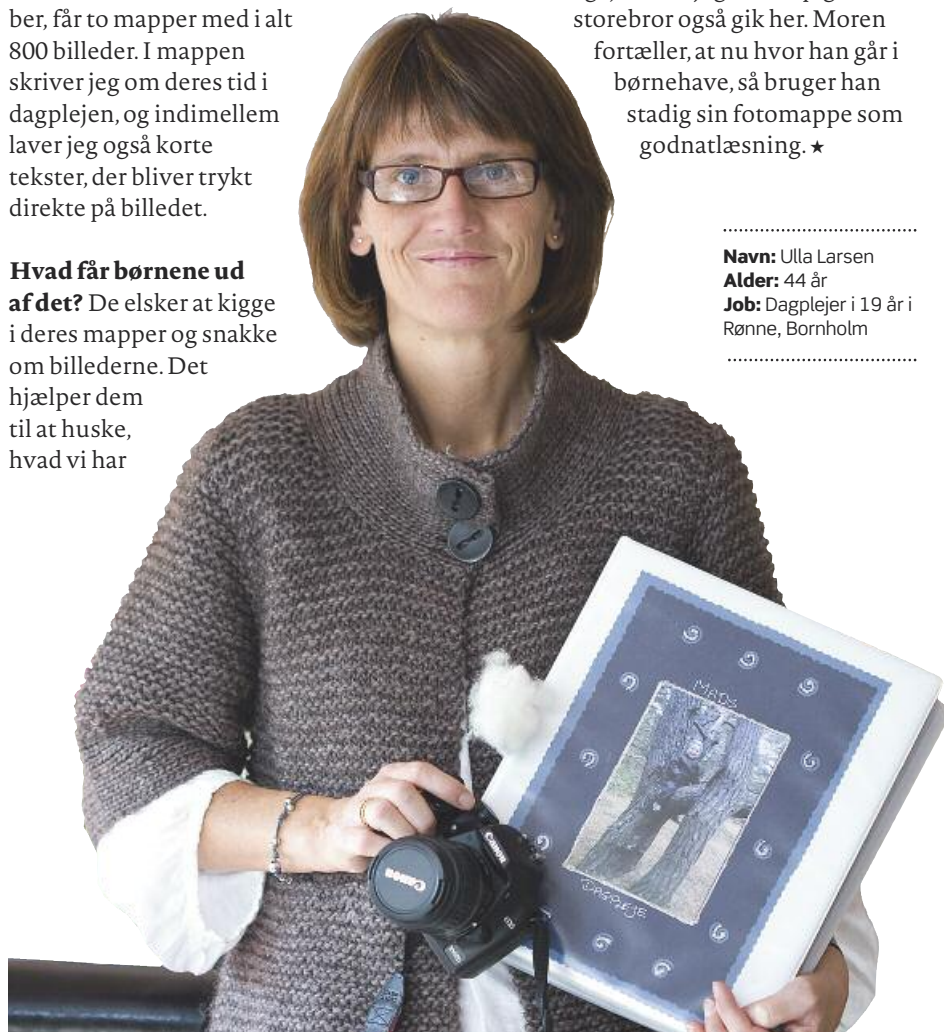 ber, får to mapper med i alt
800 billeder. I mappen
skriver jeg om deres tid i
dagplejen, og indimellem
laver jeg også korte
tekster, der bliver trykt
direkte på billedet.
Hvad får børnene ud
af det? De elsker at kigge
i deres mapper og snakke
om billederne. Det
hjælper dem
til at huske,
hvad vi har
storebror også gik her. Moren
fortæller, at nu hvor han går i
børnehave, så bruger han
stadig sin fotomappe som
godnatlæsning. ★
Navn: Ulla Larsen
Alder: 44 år
Job: Dagplejer i 19 år i
Rønne, Bornholm
MADS
DAGPLEJE
Canon
Canon
EOS